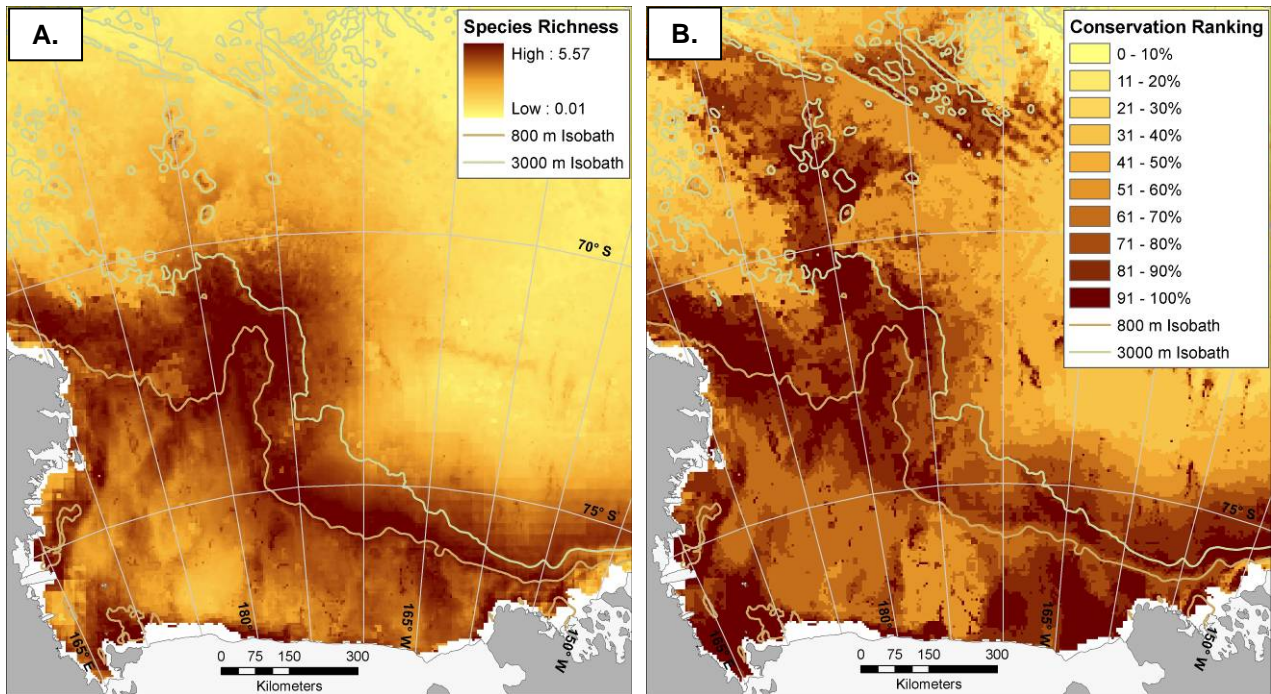 A.
Species Richness
High : 5.57
Low : 0.01
800 m Isobath
3000 m Isobath
70° S
75° S
180°
165° W
150° W
165° E
0 75 150 300
Kilometers
B.
Conservation Ranking
0 - 10%
11 - 20%
21 - 30%
31 - 40%
41 - 50%
51 - 60%
61 - 70%
71 - 80%
81 - 90%
91 - 100%
800 m Isobath
3000 m Isobath
70° S
75° S
180°
165° W
150° W
165° E
0 75 150 300
Kilometers